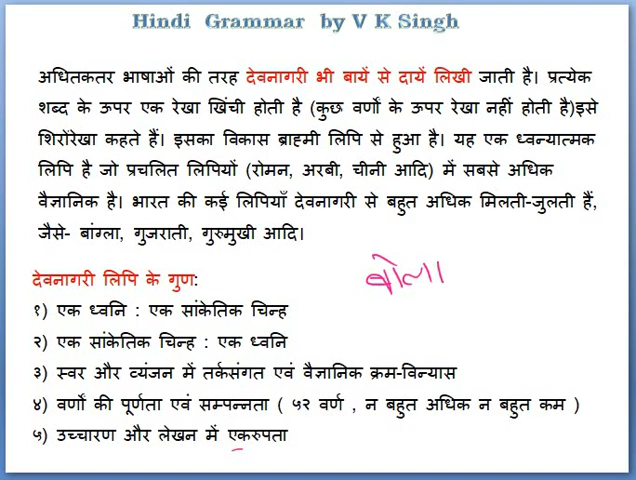 Hindi Grammar by V K Singh
अधितकतर भाषाओं की तरह देवनागरी भी बायें से दायें लिखी जाती है। प्रत्येक
शब्द के ऊपर एक रेखा खिंची होती है (कुछ वर्णो के ऊपर रेखा नहीं होती है)इसे
शिरोरेखा कहते हैं। इसका विकास ब्राह्मी लिपि से हुआ है। यह एक ध्वन्यात्मक
लिपि है जो प्रचलित लिपियों (रोमन, अरबी, चीनी आदि) में सबसे अधिक
वैज्ञानिक है। भारत की कई लिपियाँ देवनागरी से बहुत अधिक मिलती-जुलती हैं,
जैसे- बांग्ला, गुजराती, गुरुमुखी आदि।
देवनागरी लिपि के गुण:
बोला
१) एक ध्वनि : एक सांकेतिक चिन्ह
२) एक सांकेतिक चिन्ह : एक ध्वनि
३) स्वर और व्यंजन में तर्कसंगत एवं वैज्ञानिक क्रम-विन्यास
४) वर्णों की पूर्णता एवं सम्पन्नता ( ५२ वर्ण , न बहुत अधिक न बहुत कम )
५) उच्चारण और लेखन में एकरुपता